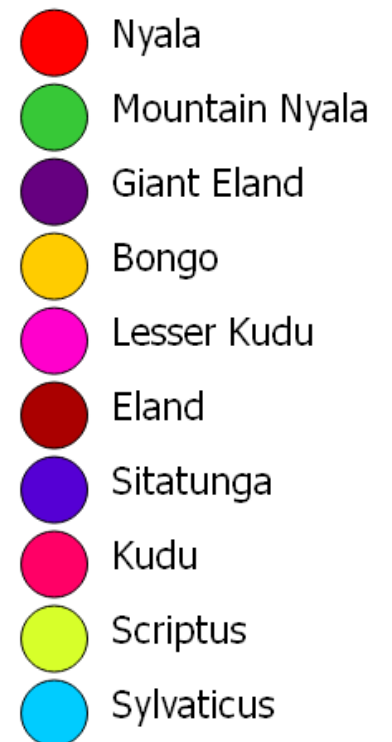 Nyala
Mountain Nyala
Giant Eland
Bongo
Lesser Kudu
Eland
Sitatunga
Kudu
Scriptus
Sylvaticus